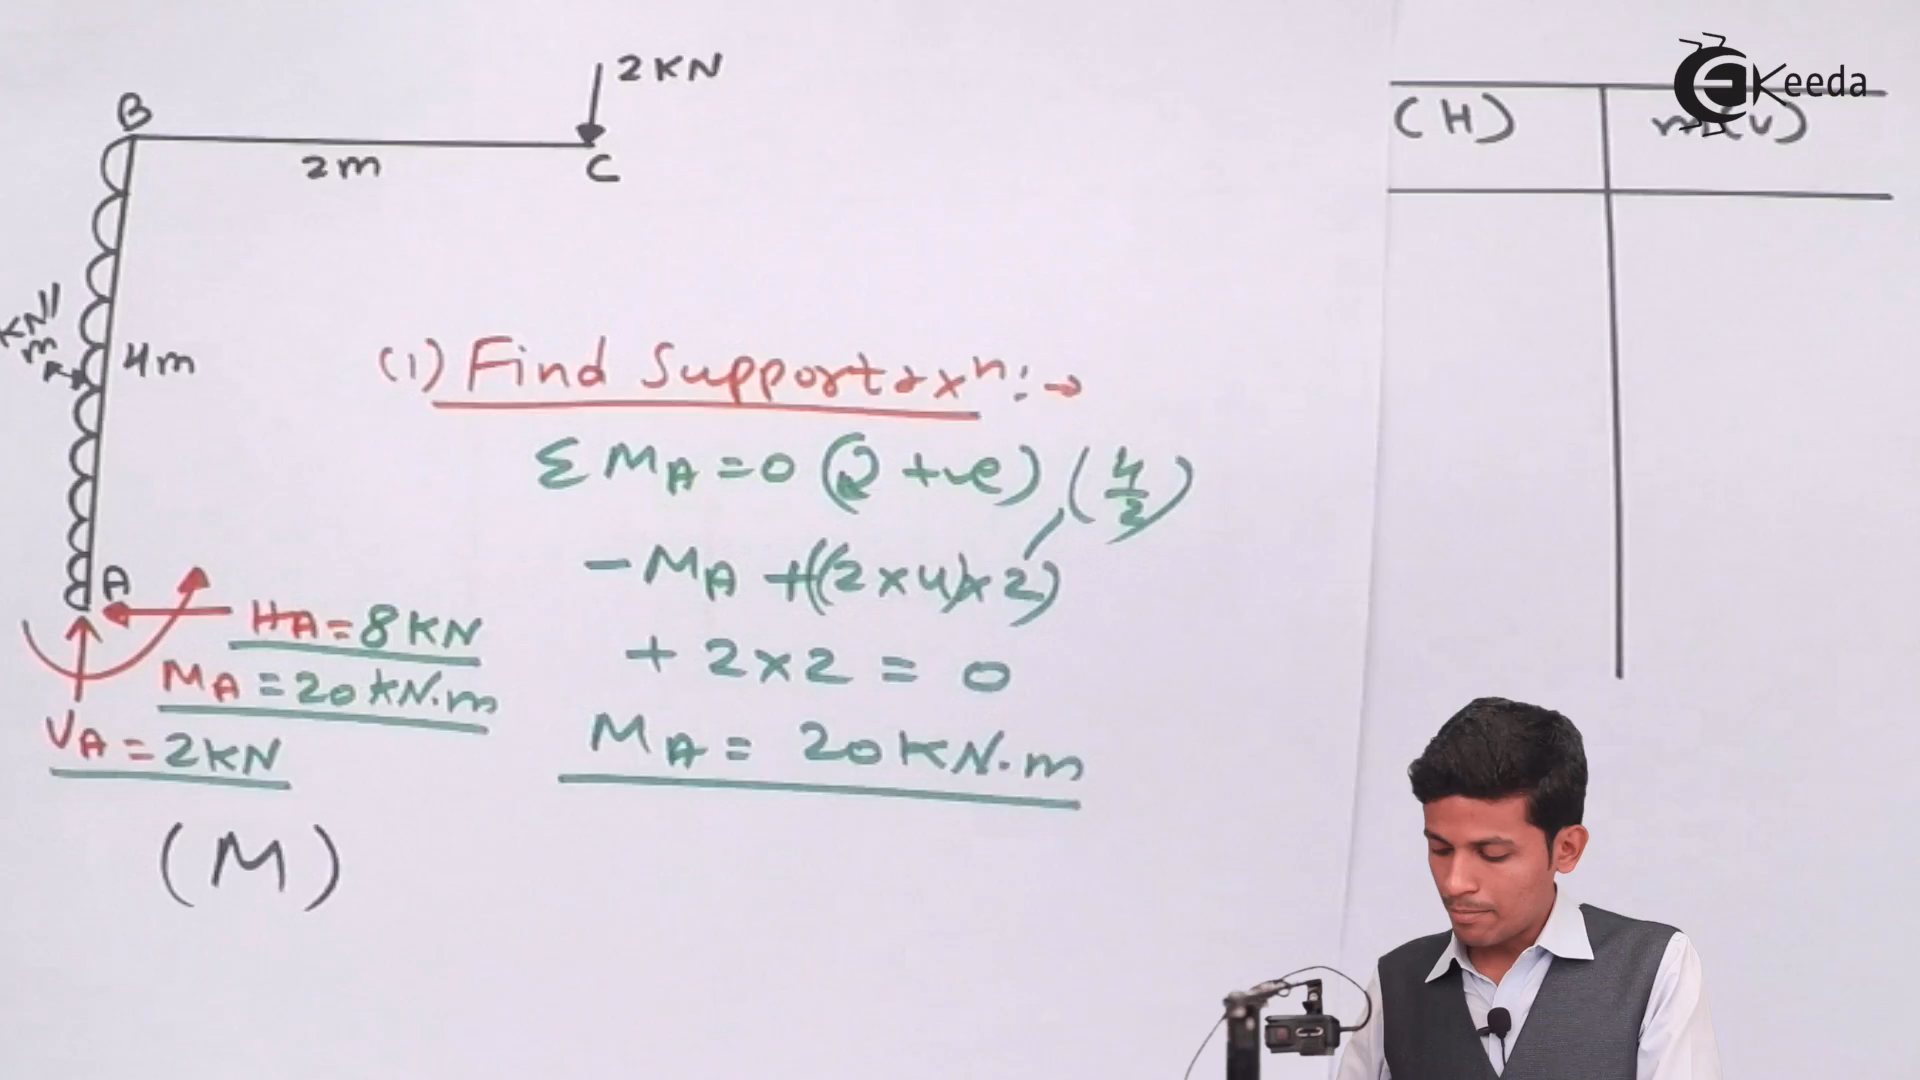 2KN
B
2m
C
KN/
m
4m
(1) Find Support rxⁿ:→
ΣMA=0 (↻ +ve) (4/2)
-MA +((2×4)×2)
+ 2×2 = 0
MA = 20KN.m
A
HA=8KN
MA=20KN.m
VA=2KN
(M)
Keeda
(H)
m(V)